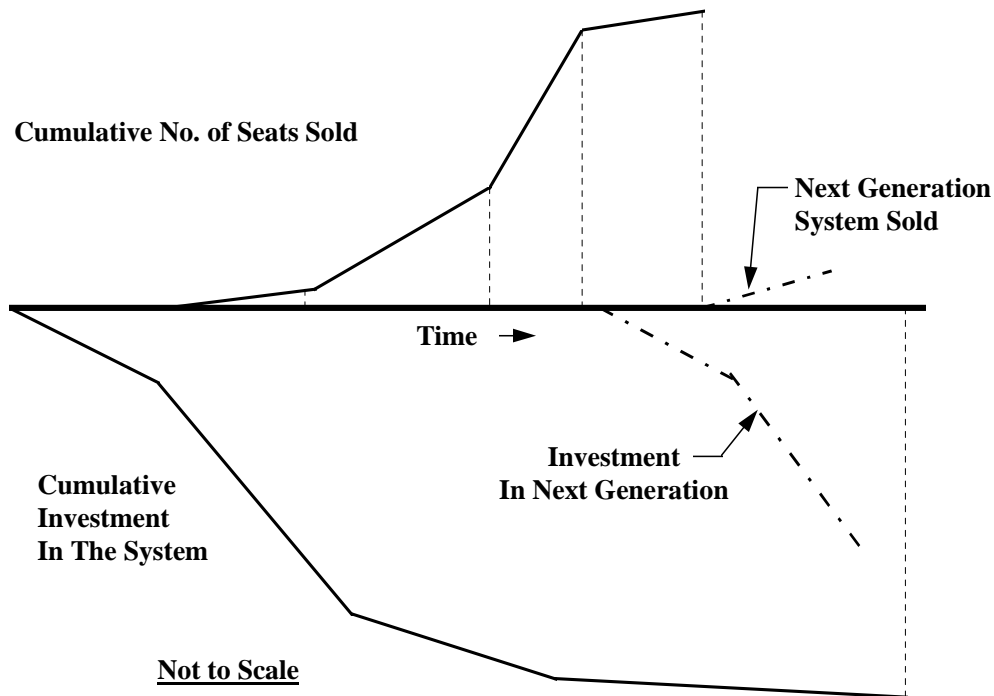 Cumulative No. of Seats Sold
Next Generation
System Sold
Time
Investment
In Next Generation
Cumulative
Investment
In The System
Not to Scale